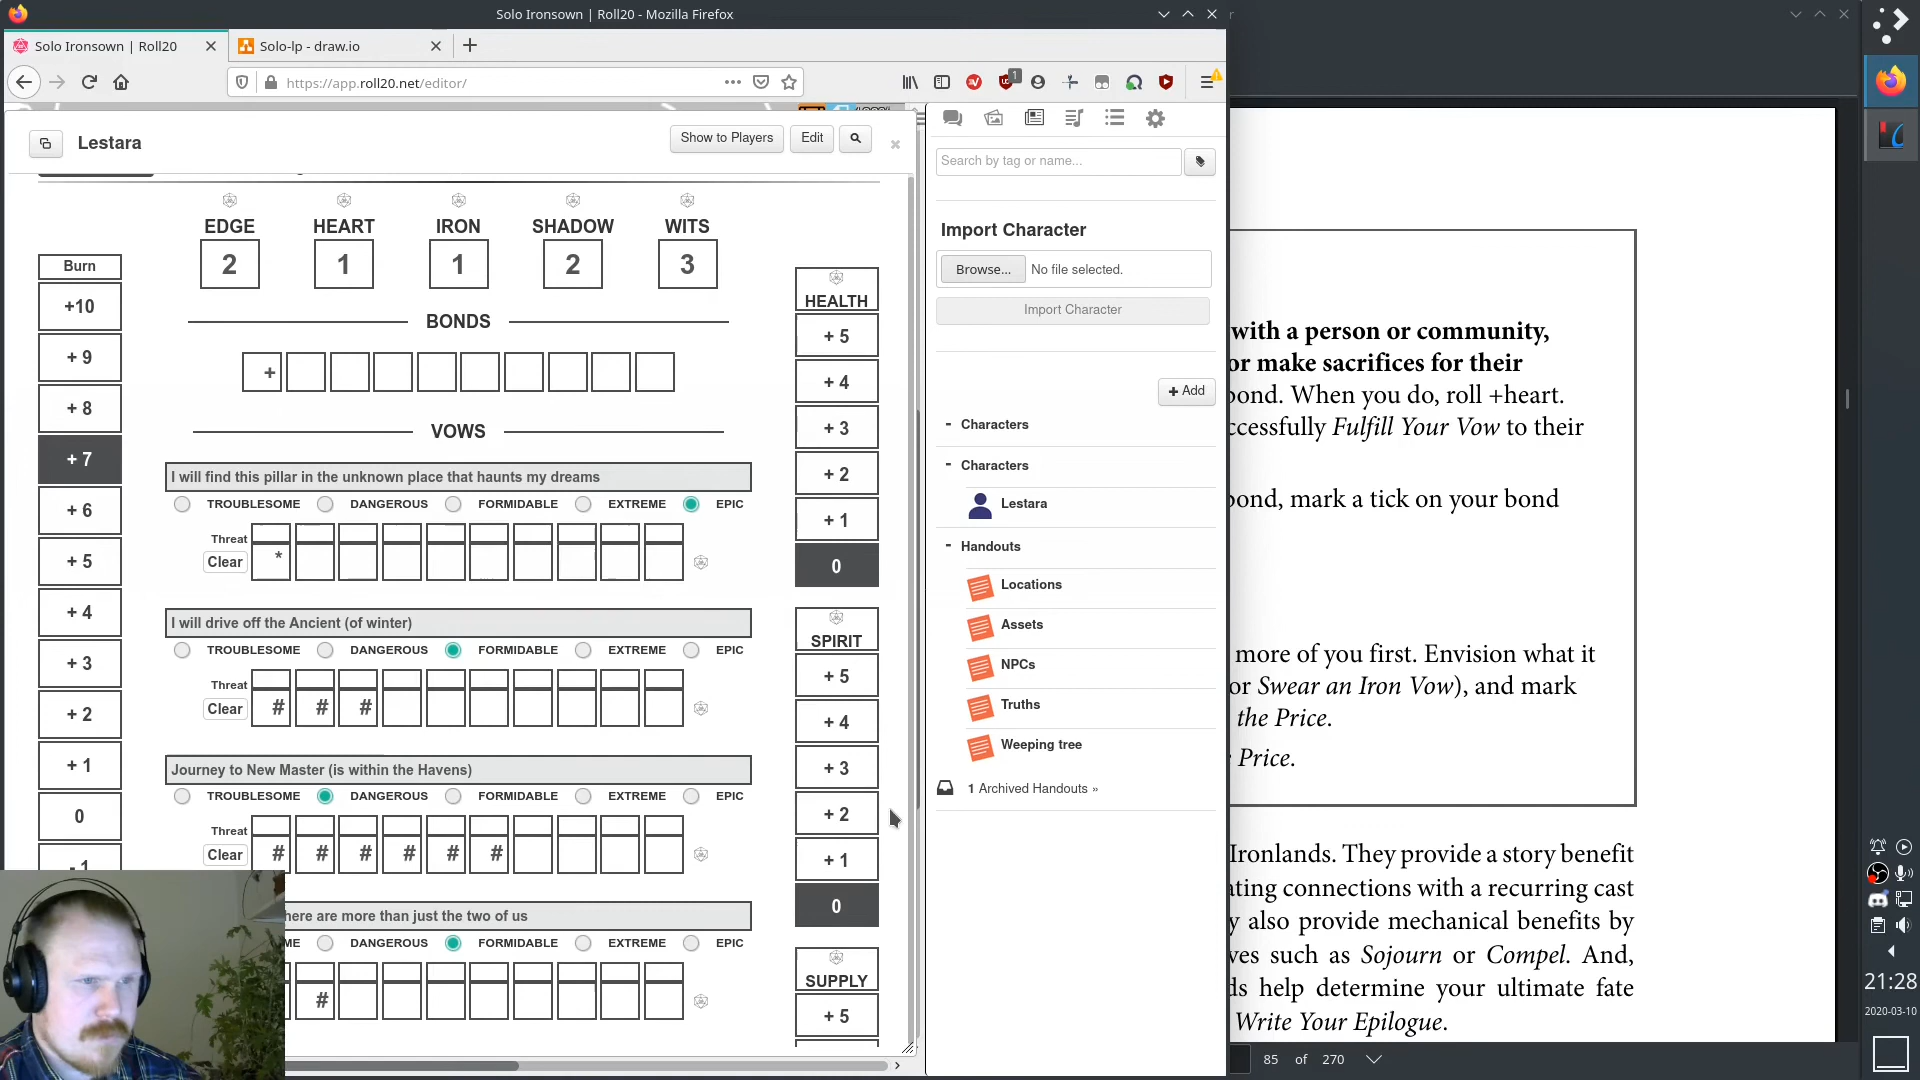 Solo Ironsown | Roll20 - Mozilla Firefox
Solo Ironsown | Roll20
Solo-lp - draw.io
https://app.roll20.net/editor/
1
Lestara
Show to Players
Edit
EDGE
HEART
IRON
SHADOW
WITS
2
1
1
2
3
BONDS
+
VOWS
Burn
+10
+ 9
+ 8
+ 7
+ 6
+ 5
+ 4
+ 3
+ 2
+ 1
0
- 1
I will find this pillar in the unknown place that haunts my dreams
TROUBLESOME DANGEROUS FORMIDABLE EXTREME EPIC
Threat
Clear *
I will drive off the Ancient (of winter)
TROUBLESOME DANGEROUS FORMIDABLE EXTREME EPIC
Threat
Clear # # #
Journey to New Master (is within the Havens)
TROUBLESOME DANGEROUS FORMIDABLE EXTREME EPIC
Threat
Clear # # # # # #
here are more than just the two of us
ME DANGEROUS FORMIDABLE EXTREME EPIC
#
HEALTH
+ 5
+ 4
+ 3
+ 2
+ 1
0
SPIRIT
+ 5
+ 4
+ 3
+ 2
+ 1
0
SUPPLY
+ 5
Search by tag or name...
Import Character
Browse... No file selected.
Import Character
+ Add
- Characters
- Characters
Lestara
- Handouts
Locations
Assets
NPCs
Truths
Weeping tree
1 Archived Handouts »
with a person or community,
or make sacrifices for their
ond. When you do, roll +heart.
ccessfully Fulfill Your Vow to their
ond, mark a tick on your bond
more of you first. Envision what it
or Swear an Iron Vow), and mark
the Price.
Price.
Ironlands. They provide a story benefit
ating connections with a recurring cast
y also provide mechanical benefits by
ves such as Sojourn or Compel. And,
ds help determine your ultimate fate
Write Your Epilogue.
85 of 270
21:28
2020-03-10